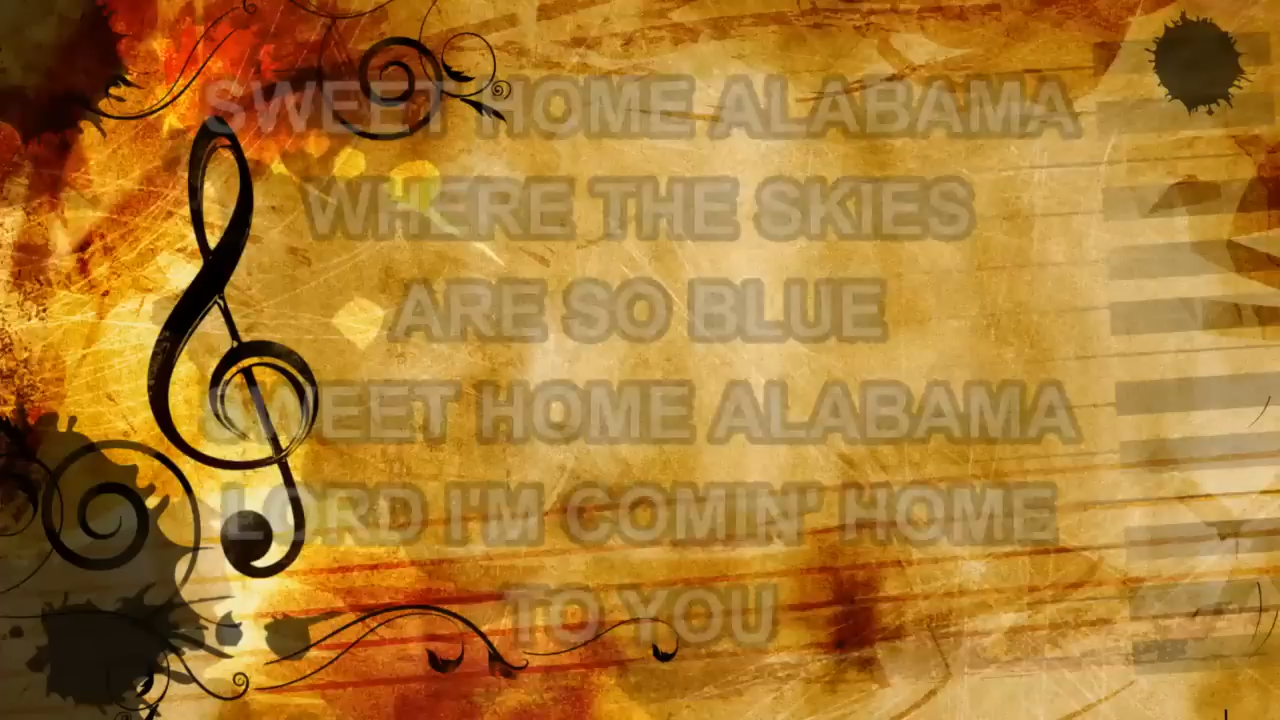 SWEET HOME ALABAMA
WHERE THE SKIES
ARE SO BLUE
SWEET HOME ALABAMA
LORD I'M COMIN' HOME
TO YOU